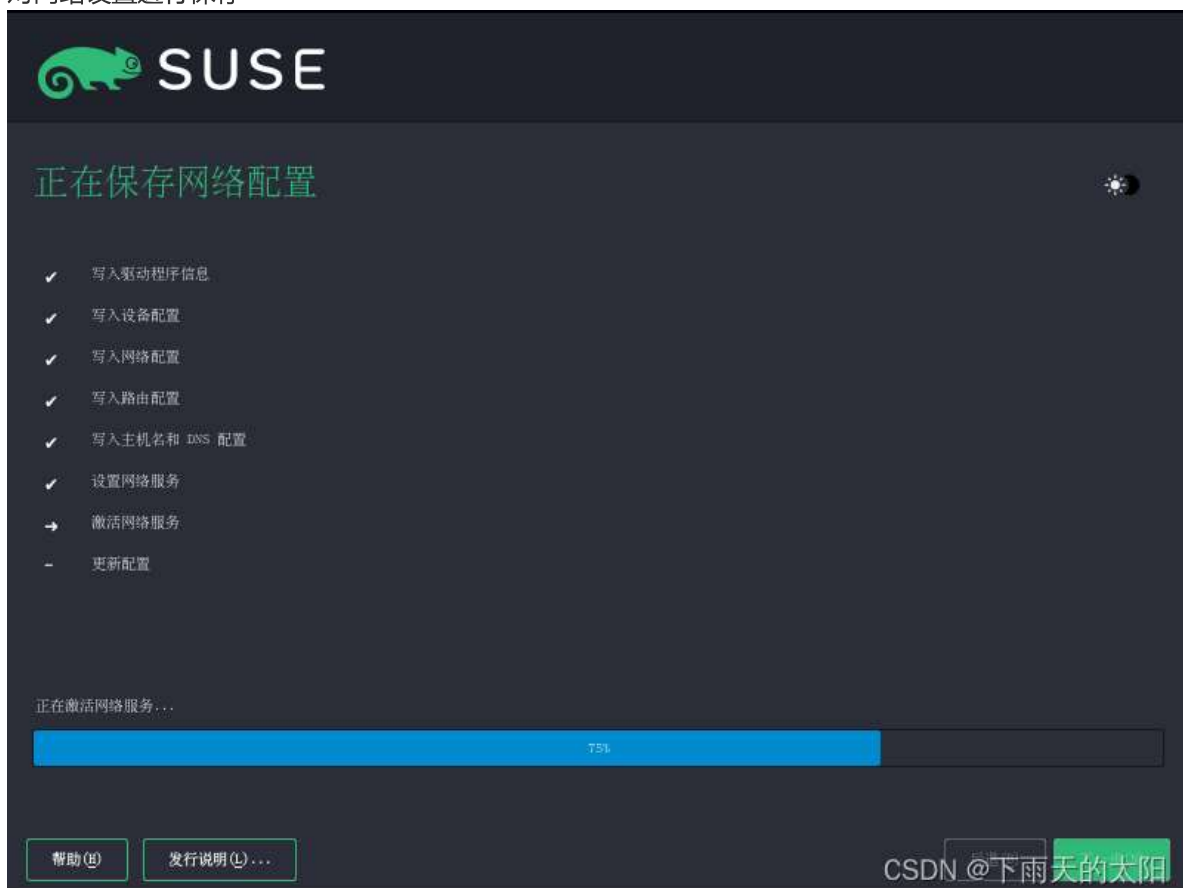 SUSE
正在保存网络配置
✔ 写入驱动程序信息
✔ 写入设备配置
✔ 写入网络配置
✔ 写入路由配置
✔ 写入主机名和 DNS 配置
✔ 设置网络服务
➔ 激活网络服务
- 更新配置
正在激活网络服务...
75%
帮助(H) 发行说明(L)...
CSDN @下雨天的太阳